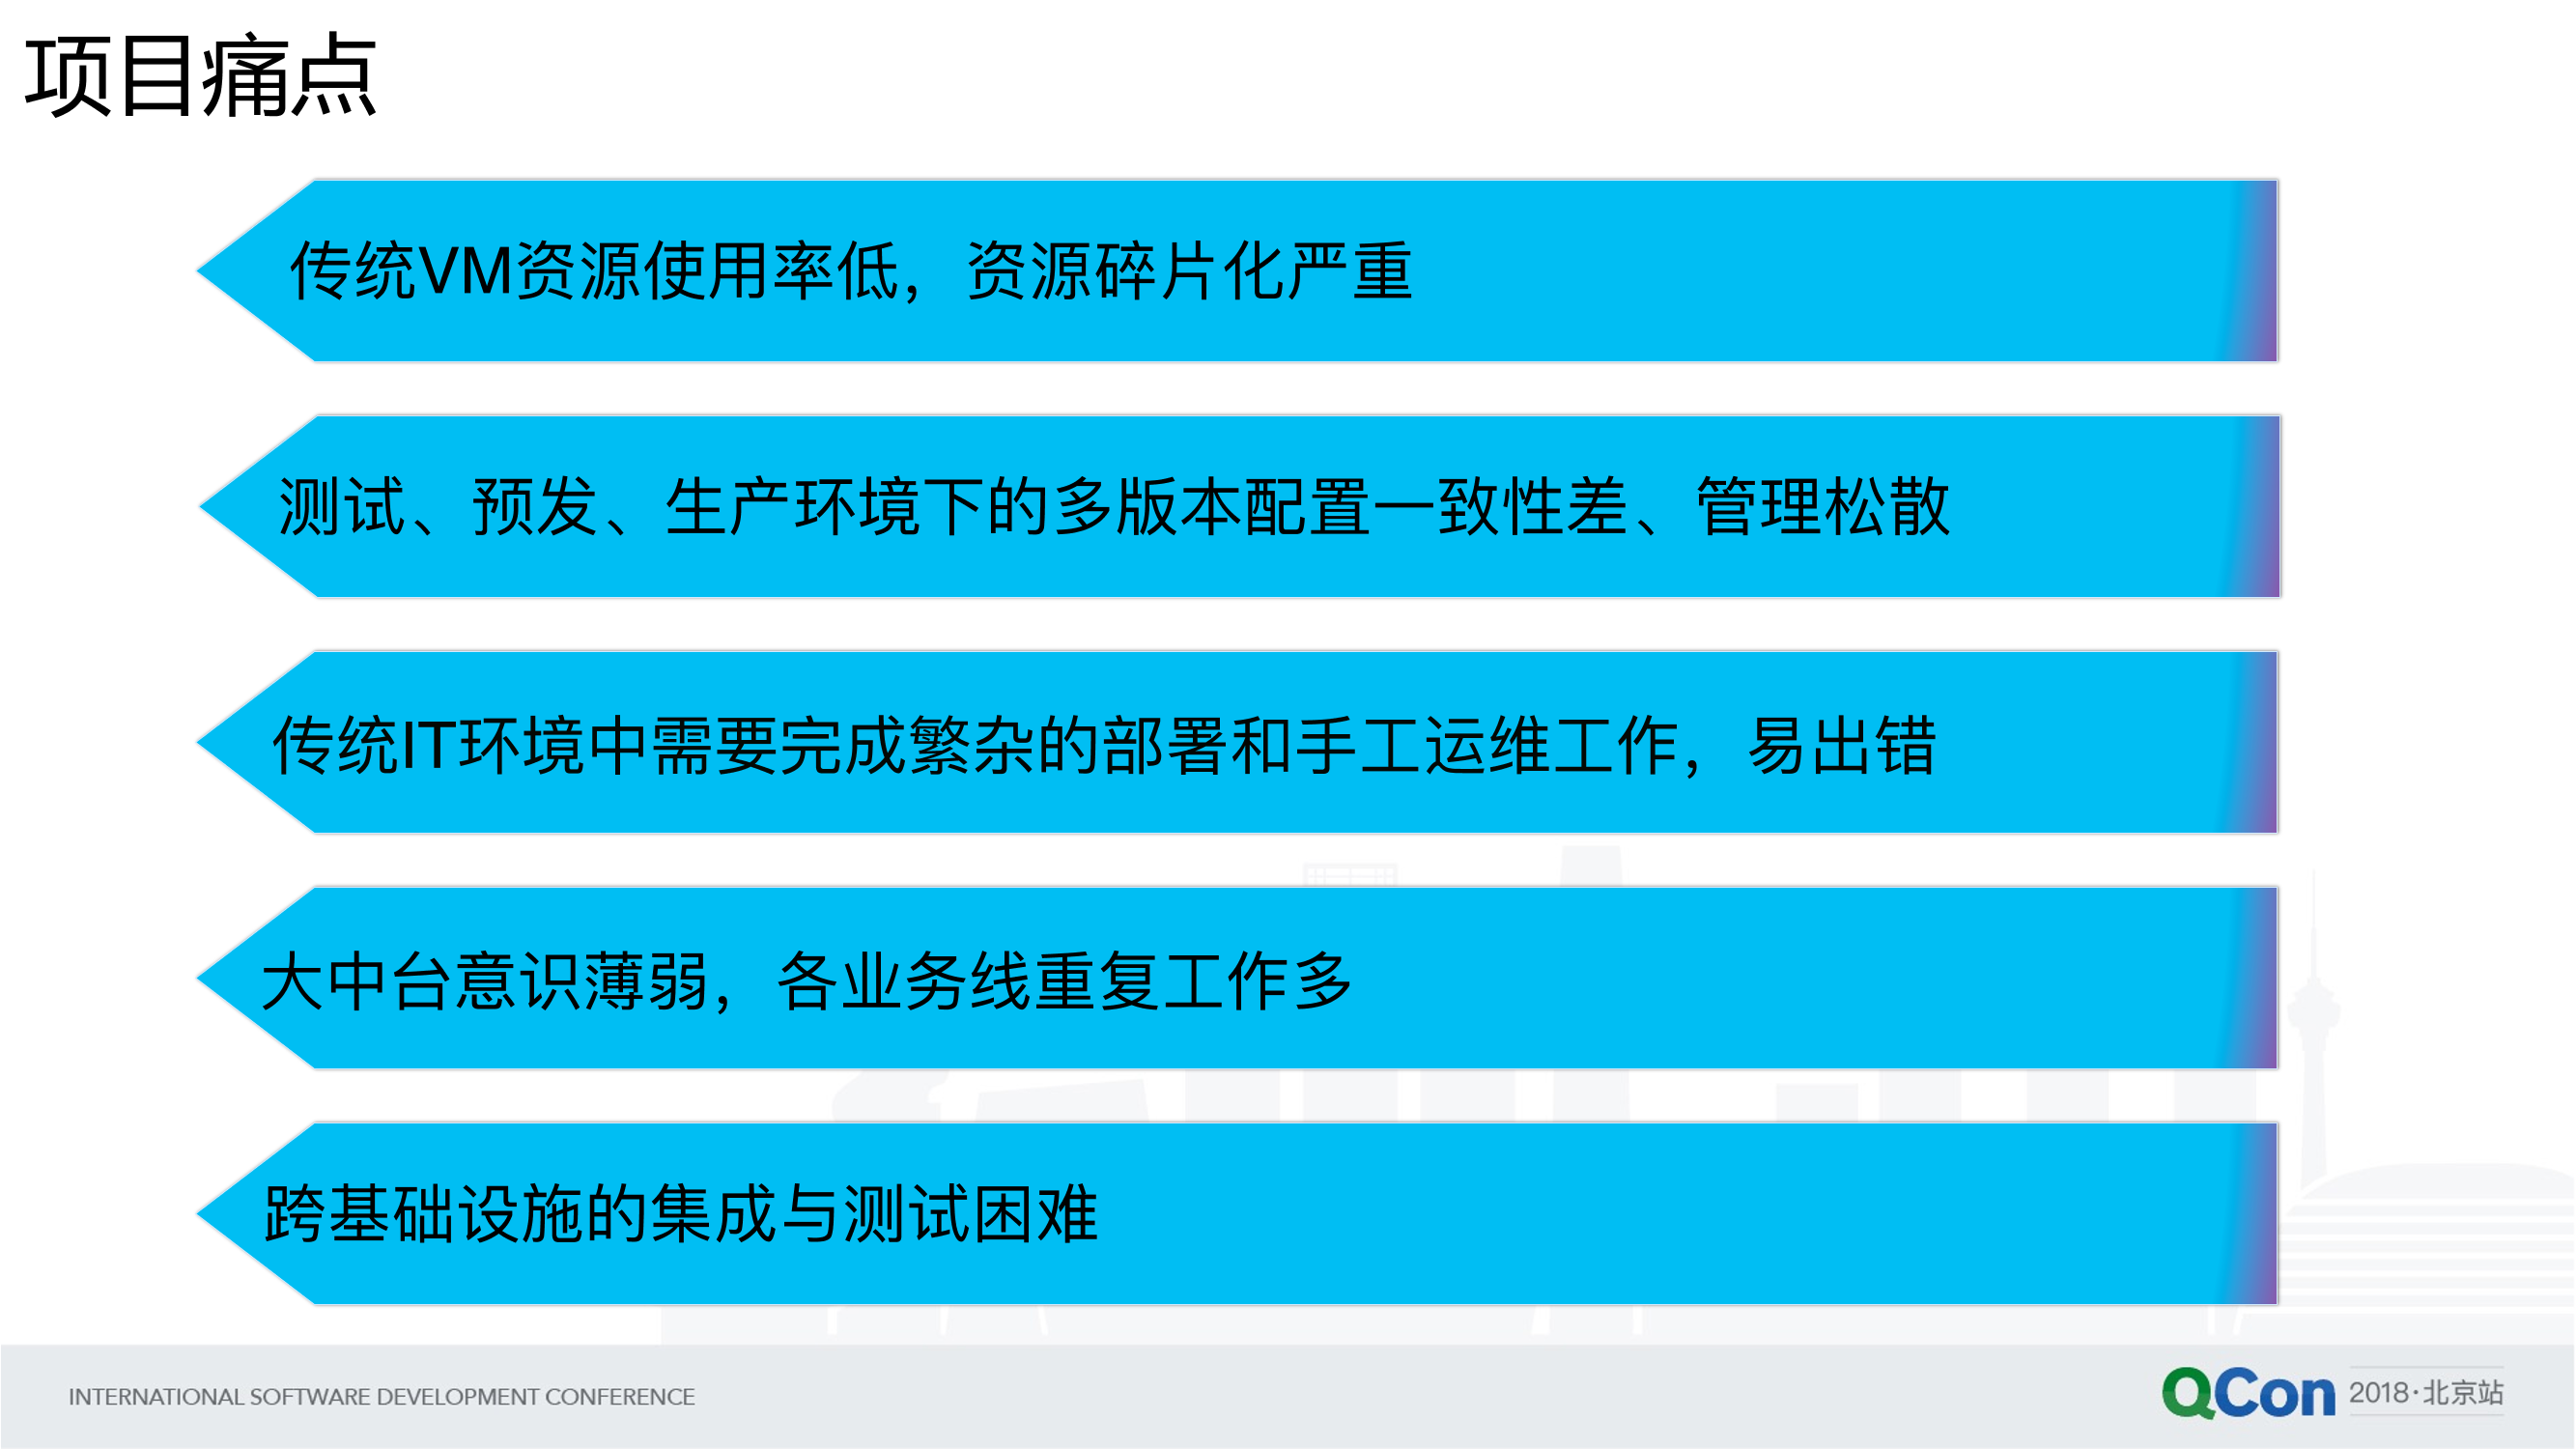 项目痛点
传统VM资源使用率低，资源碎片化严重
测试、预发、生产环境下的多版本配置一致性差、管理松散
传统IT环境中需要完成繁杂的部署和手工运维工作，易出错
大中台意识薄弱，各业务线重复工作多
跨基础设施的集成与测试困难
INTERNATIONAL SOFTWARE DEVELOPMENT CONFERENCE
QCon 2018·北京站